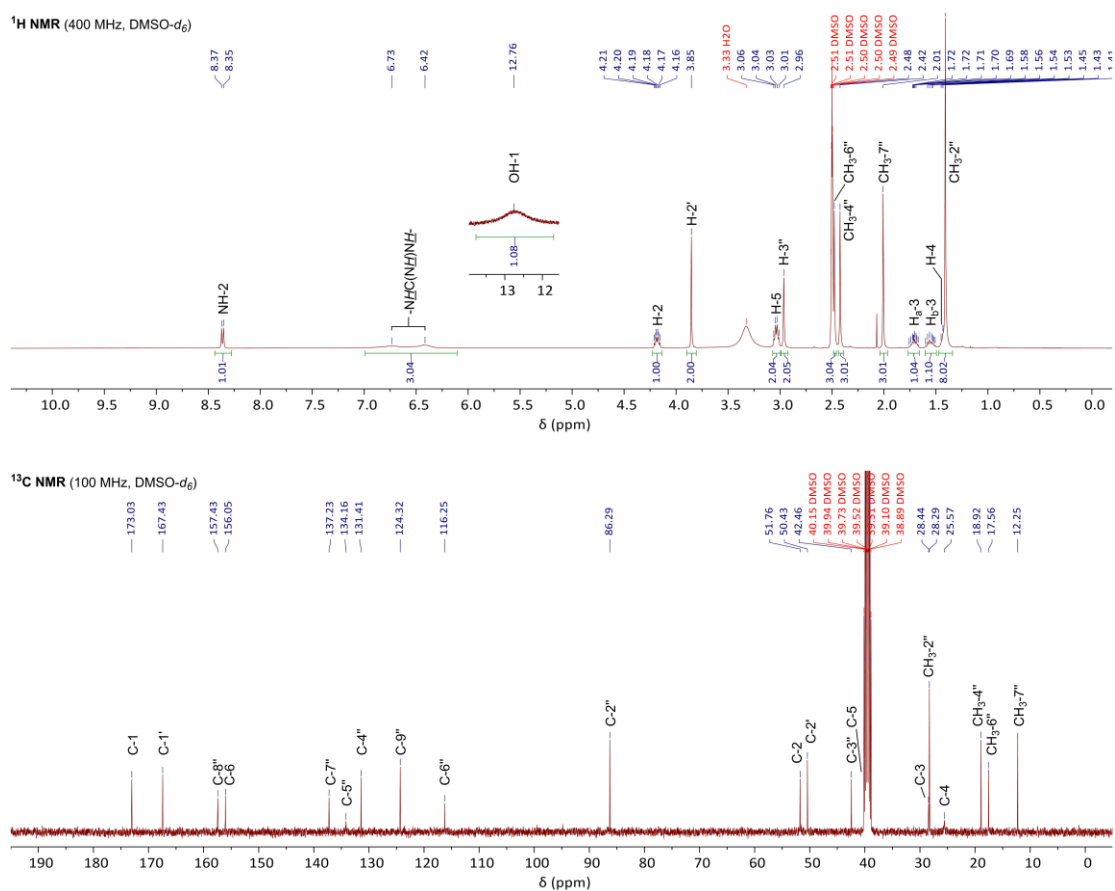 ¹H NMR (400 MHz, DMSO-d₆)
8.37
8.35
6.73
6.42
12.76
4.21
4.20
4.19
4.18
4.17
4.16
3.85
3.33 H2O
3.06
3.04
3.03
3.01
2.96
2.51 DMSO
2.51 DMSO
2.50 DMSO
2.50 DMSO
2.49 DMSO
2.48
2.42
2.01
1.72
1.72
1.71
1.70
1.69
1.58
1.56
1.54
1.53
1.45
1.43
NH-2
-NHC(NH)NH-
OH-1
1.08
13 12
H-2
H-2'
H-5
H-3"
CH₃-6"
CH₃-4"
CH₃-7"
Hₐ-3
H_b-3
H-4
CH₃-2"
1.01
3.04
1.00
2.00
2.04
2.05
3.04
3.01
3.01
1.04
1.10
8.02
10.0 9.5 9.0 8.5 8.0 7.5 7.0 6.5 6.0 5.5 5.0 4.5 4.0 3.5 3.0 2.5 2.0 1.5 1.0 0.5 0.0
δ (ppm)
¹³C NMR (100 MHz, DMSO-d₆)
173.03
167.43
157.43
156.05
137.23
134.16
131.41
124.32
116.25
86.29
51.76
50.43
42.46
40.15 DMSO
39.94 DMSO
39.73 DMSO
39.52 DMSO
39.31 DMSO
39.10 DMSO
38.89 DMSO
28.44
28.29
25.57
18.92
17.56
12.25
C-1
C-1'
C-8"
C-6
C-7"
C-5"
C-4"
C-9"
C-6"
C-2"
C-2
C-2'
C-3"
C-5
C-3
CH₃-2"
C-4
CH₃-4"
CH₃-6"
CH₃-7"
190 180 170 160 150 140 130 120 110 100 90 80 70 60 50 40 30 20 10 0
δ (ppm)